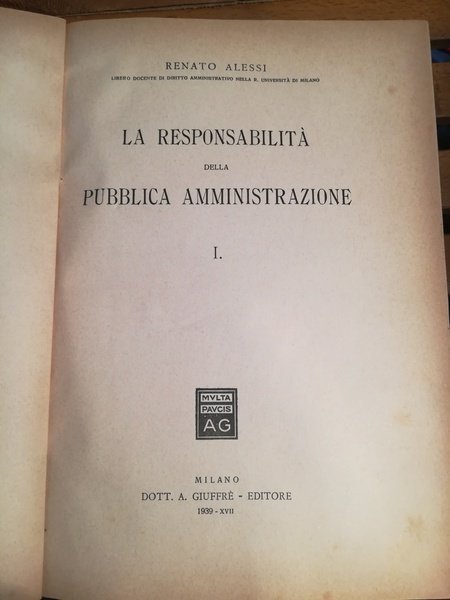 RENATO ALESSI
LIBERO DOCENTE DI DIRITTO AMMINISTRATIVO NELLA R. UNIVERSITÀ DI MILANO
LA RESPONSABILITÀ
DELLA
PUBBLICA AMMINISTRAZIONE
I.
MVLTA
PAVCIS
AG
MILANO
DOTT. A. GIUFFRÈ - EDITORE
1939 - XVII